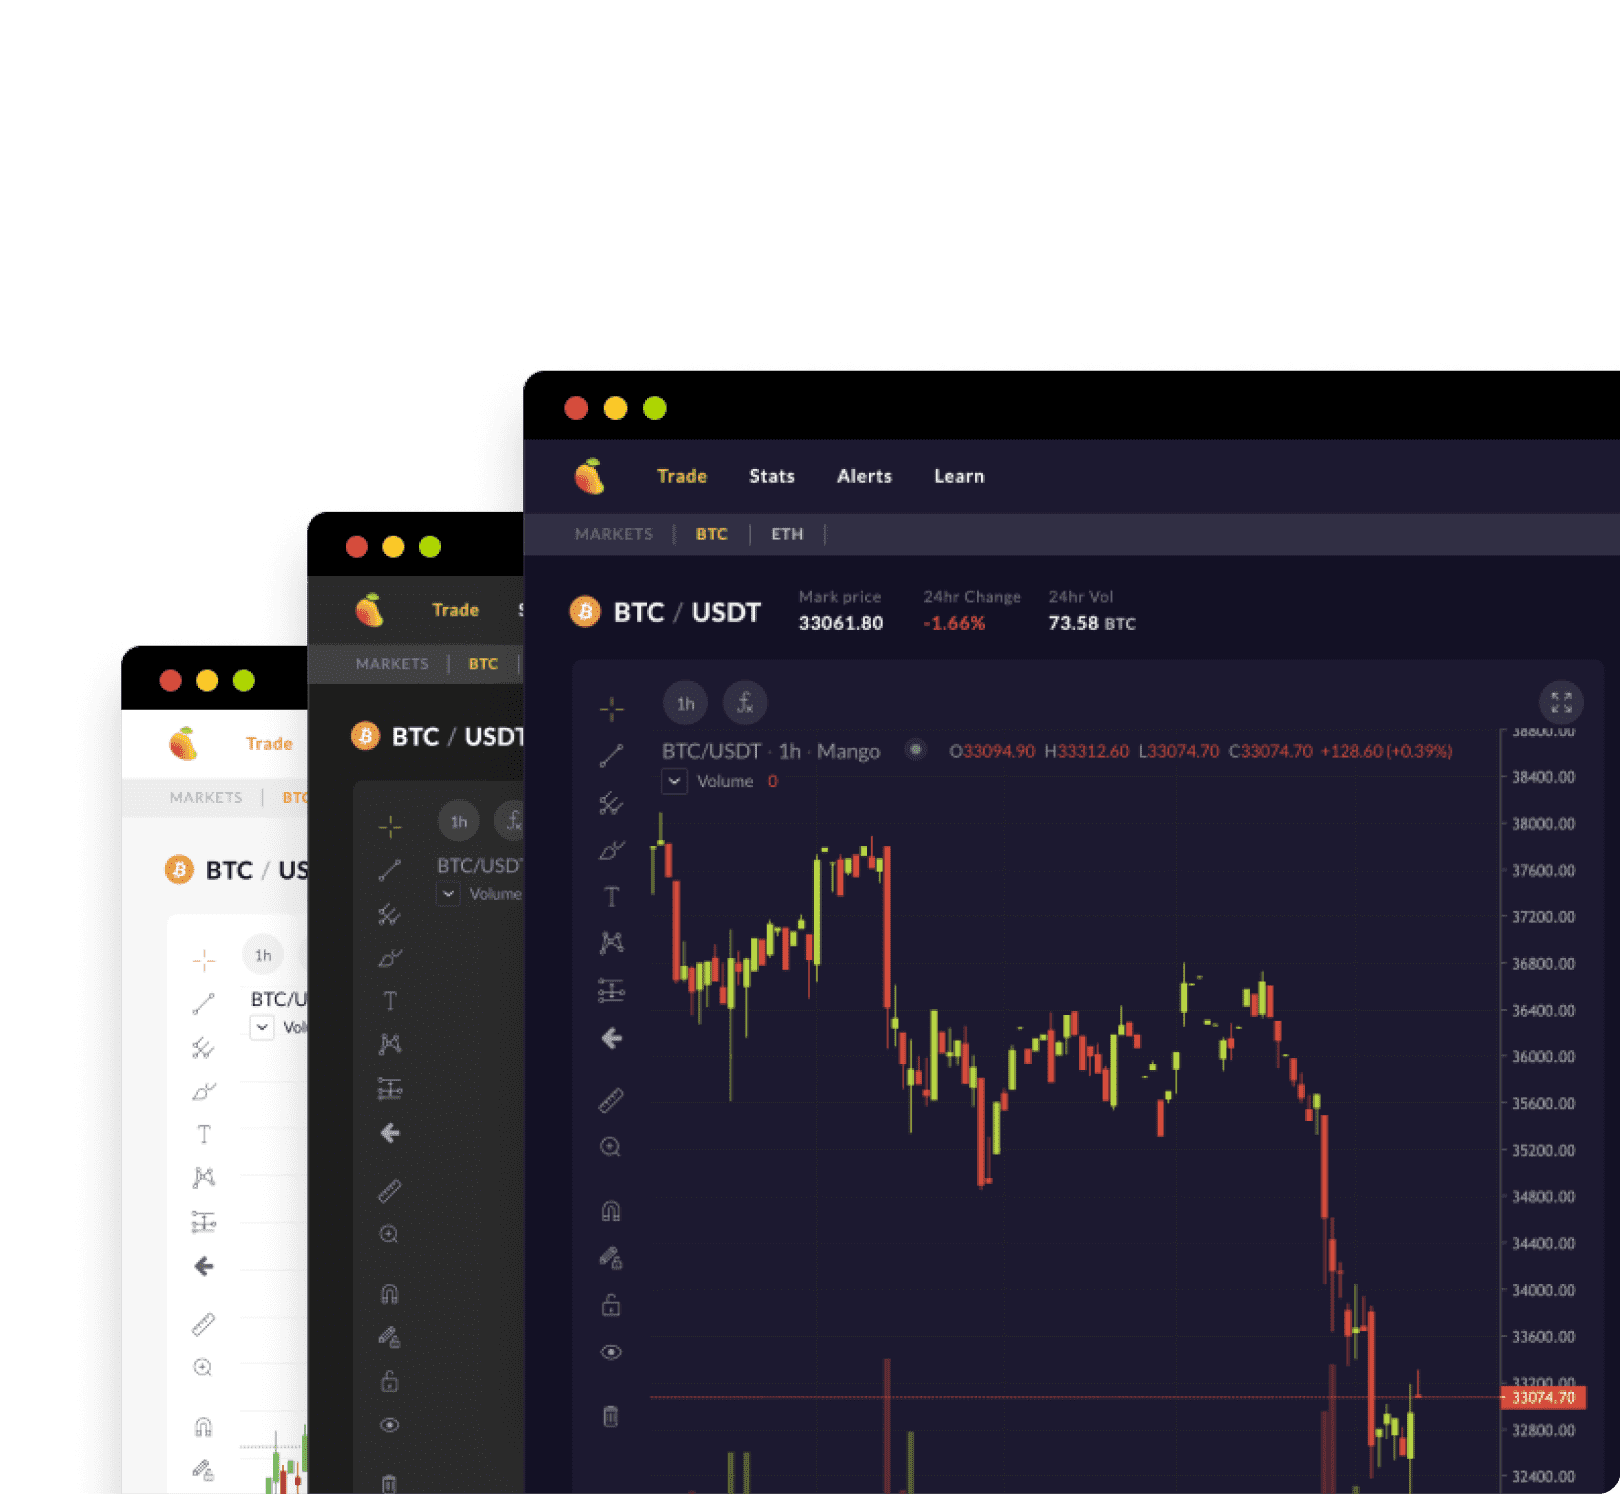 Trade Stats Alerts Learn
MARKETS | BTC | ETH |
BTC / USDT
Mark price
33061.80
24hr Change
-1.66%
24hr Vol
73.58 BTC
1h
BTC/USDT · 1h · Mango O33094.90 H33312.60 L33074.70 C33074.70 +128.60 (+0.39%)
Volume 0
38800.00
38400.00
38000.00
37600.00
37200.00
36800.00
36400.00
36000.00
35600.00
35200.00
34800.00
34400.00
34000.00
33600.00
33200.00
33074.70
32800.00
32400.00
Trade S
MARKETS | BTC |
BTC / USDT
1h
BTC/USDT
Volume
Trade
MARKETS | BTC
BTC / US
1h
BTC/U
Vol